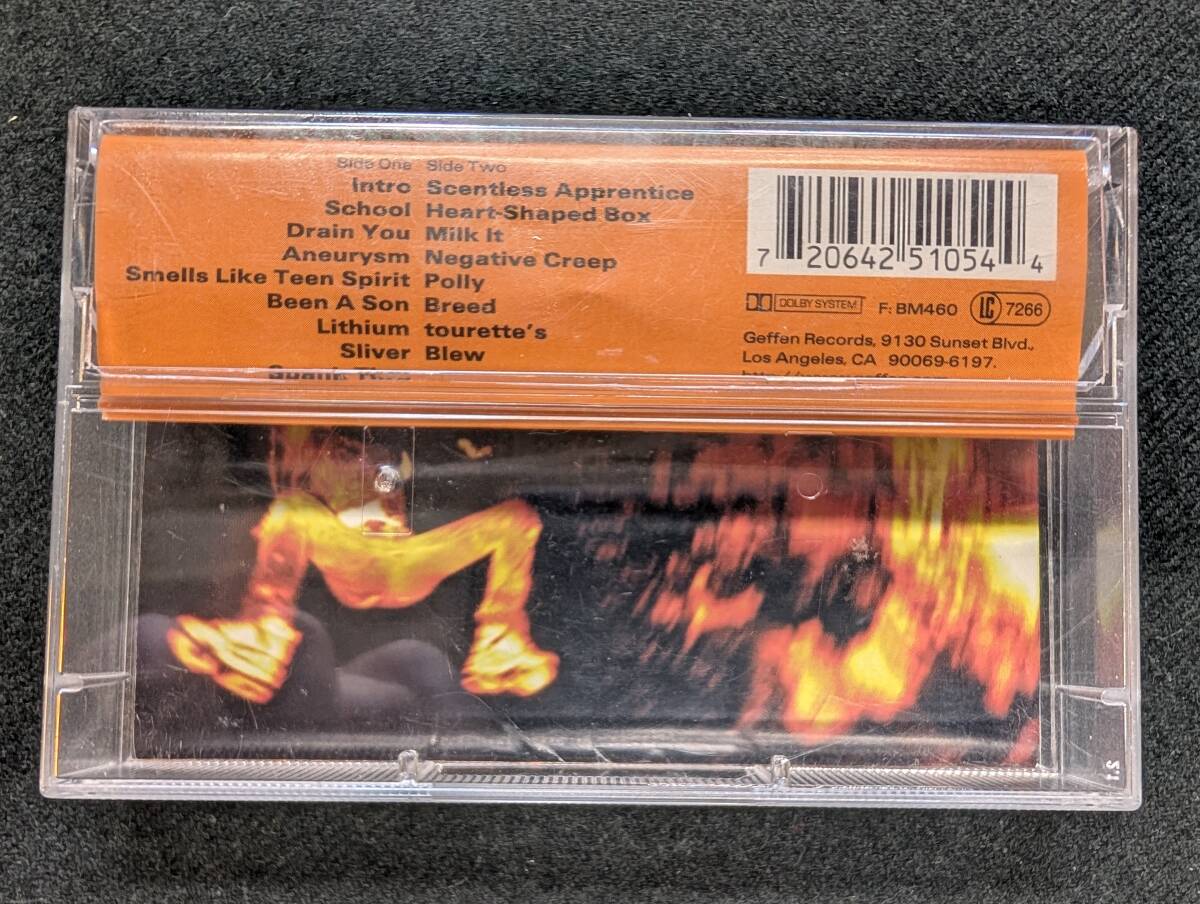 Side One Side Two
Intro Scentless Apprentice
School Heart-Shaped Box
Drain You Milk It
Aneurysm Negative Creep
Smells Like Teen Spirit Polly
Been A Son Breed
Lithium tourette's
Sliver Blew
7 20642 51054 4
DOLBY SYSTEM F: BM460 LC 7266
Geffen Records, 9130 Sunset Blvd.,
Los Angeles, CA 90069-6197.